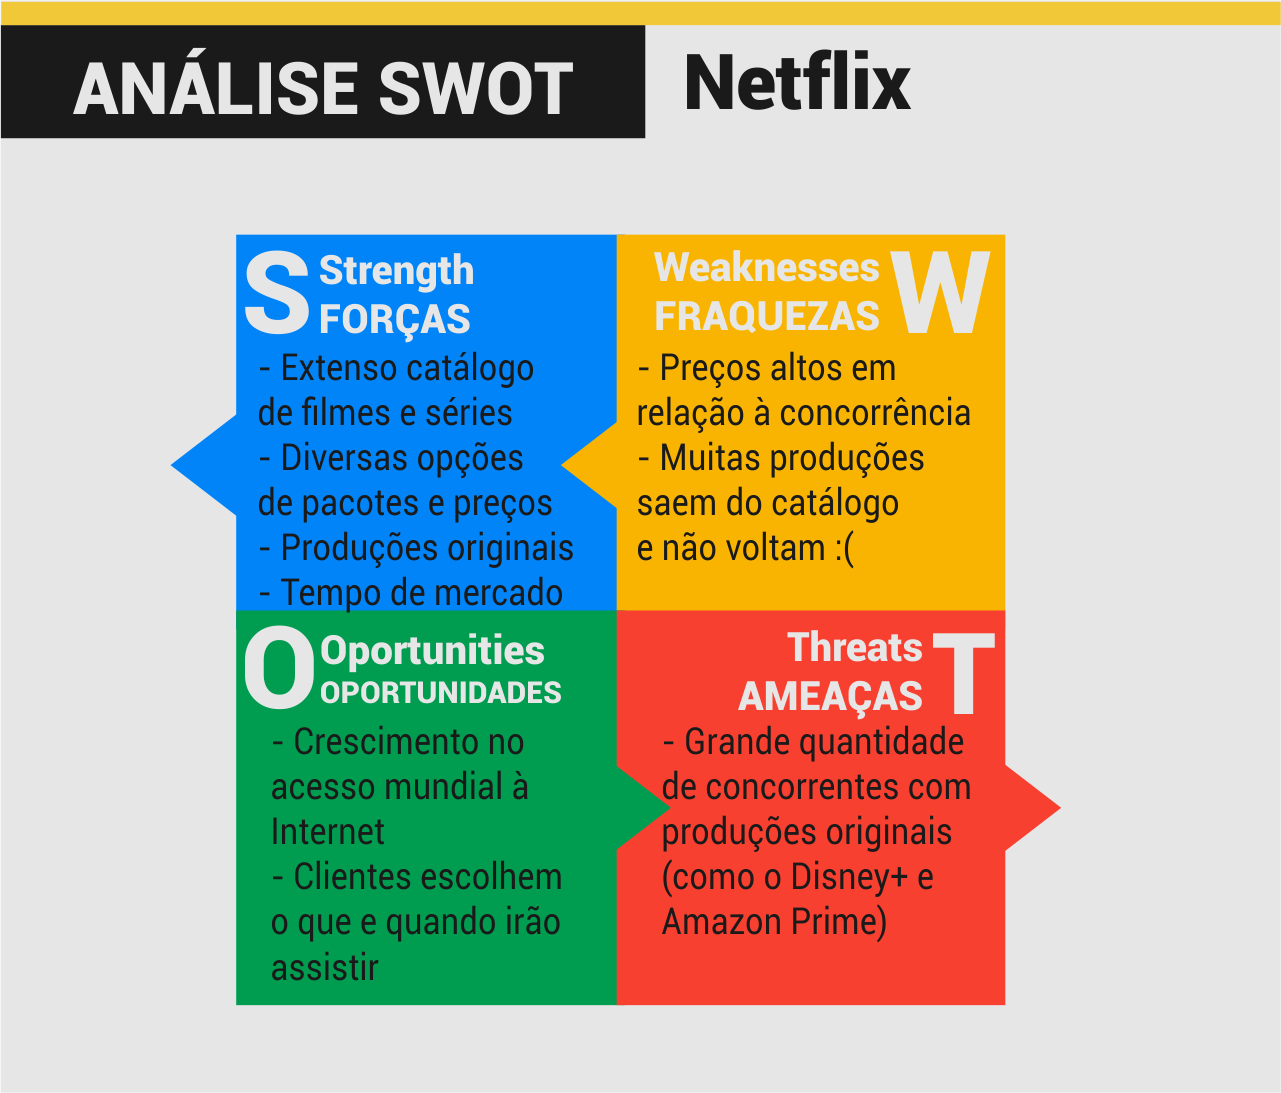 ANÁLISE SWOT
Netflix
S
Strength
FORÇAS
- Extenso catálogo
de filmes e séries
- Diversas opções
de pacotes e preços
- Produções originais
- Tempo de mercado
Weaknesses
FRAQUEZAS
W
- Preços altos em
relação à concorrência
- Muitas produções
saem do catálogo
e não voltam :(
O
Oportunities
OPORTUNIDADES
- Crescimento no
acesso mundial à
Internet
- Clientes escolhem
o que e quando irão
assistir
Threats
AMEAÇAS
T
- Grande quantidade
de concorrentes com
produções originais
(como o Disney+ e
Amazon Prime)